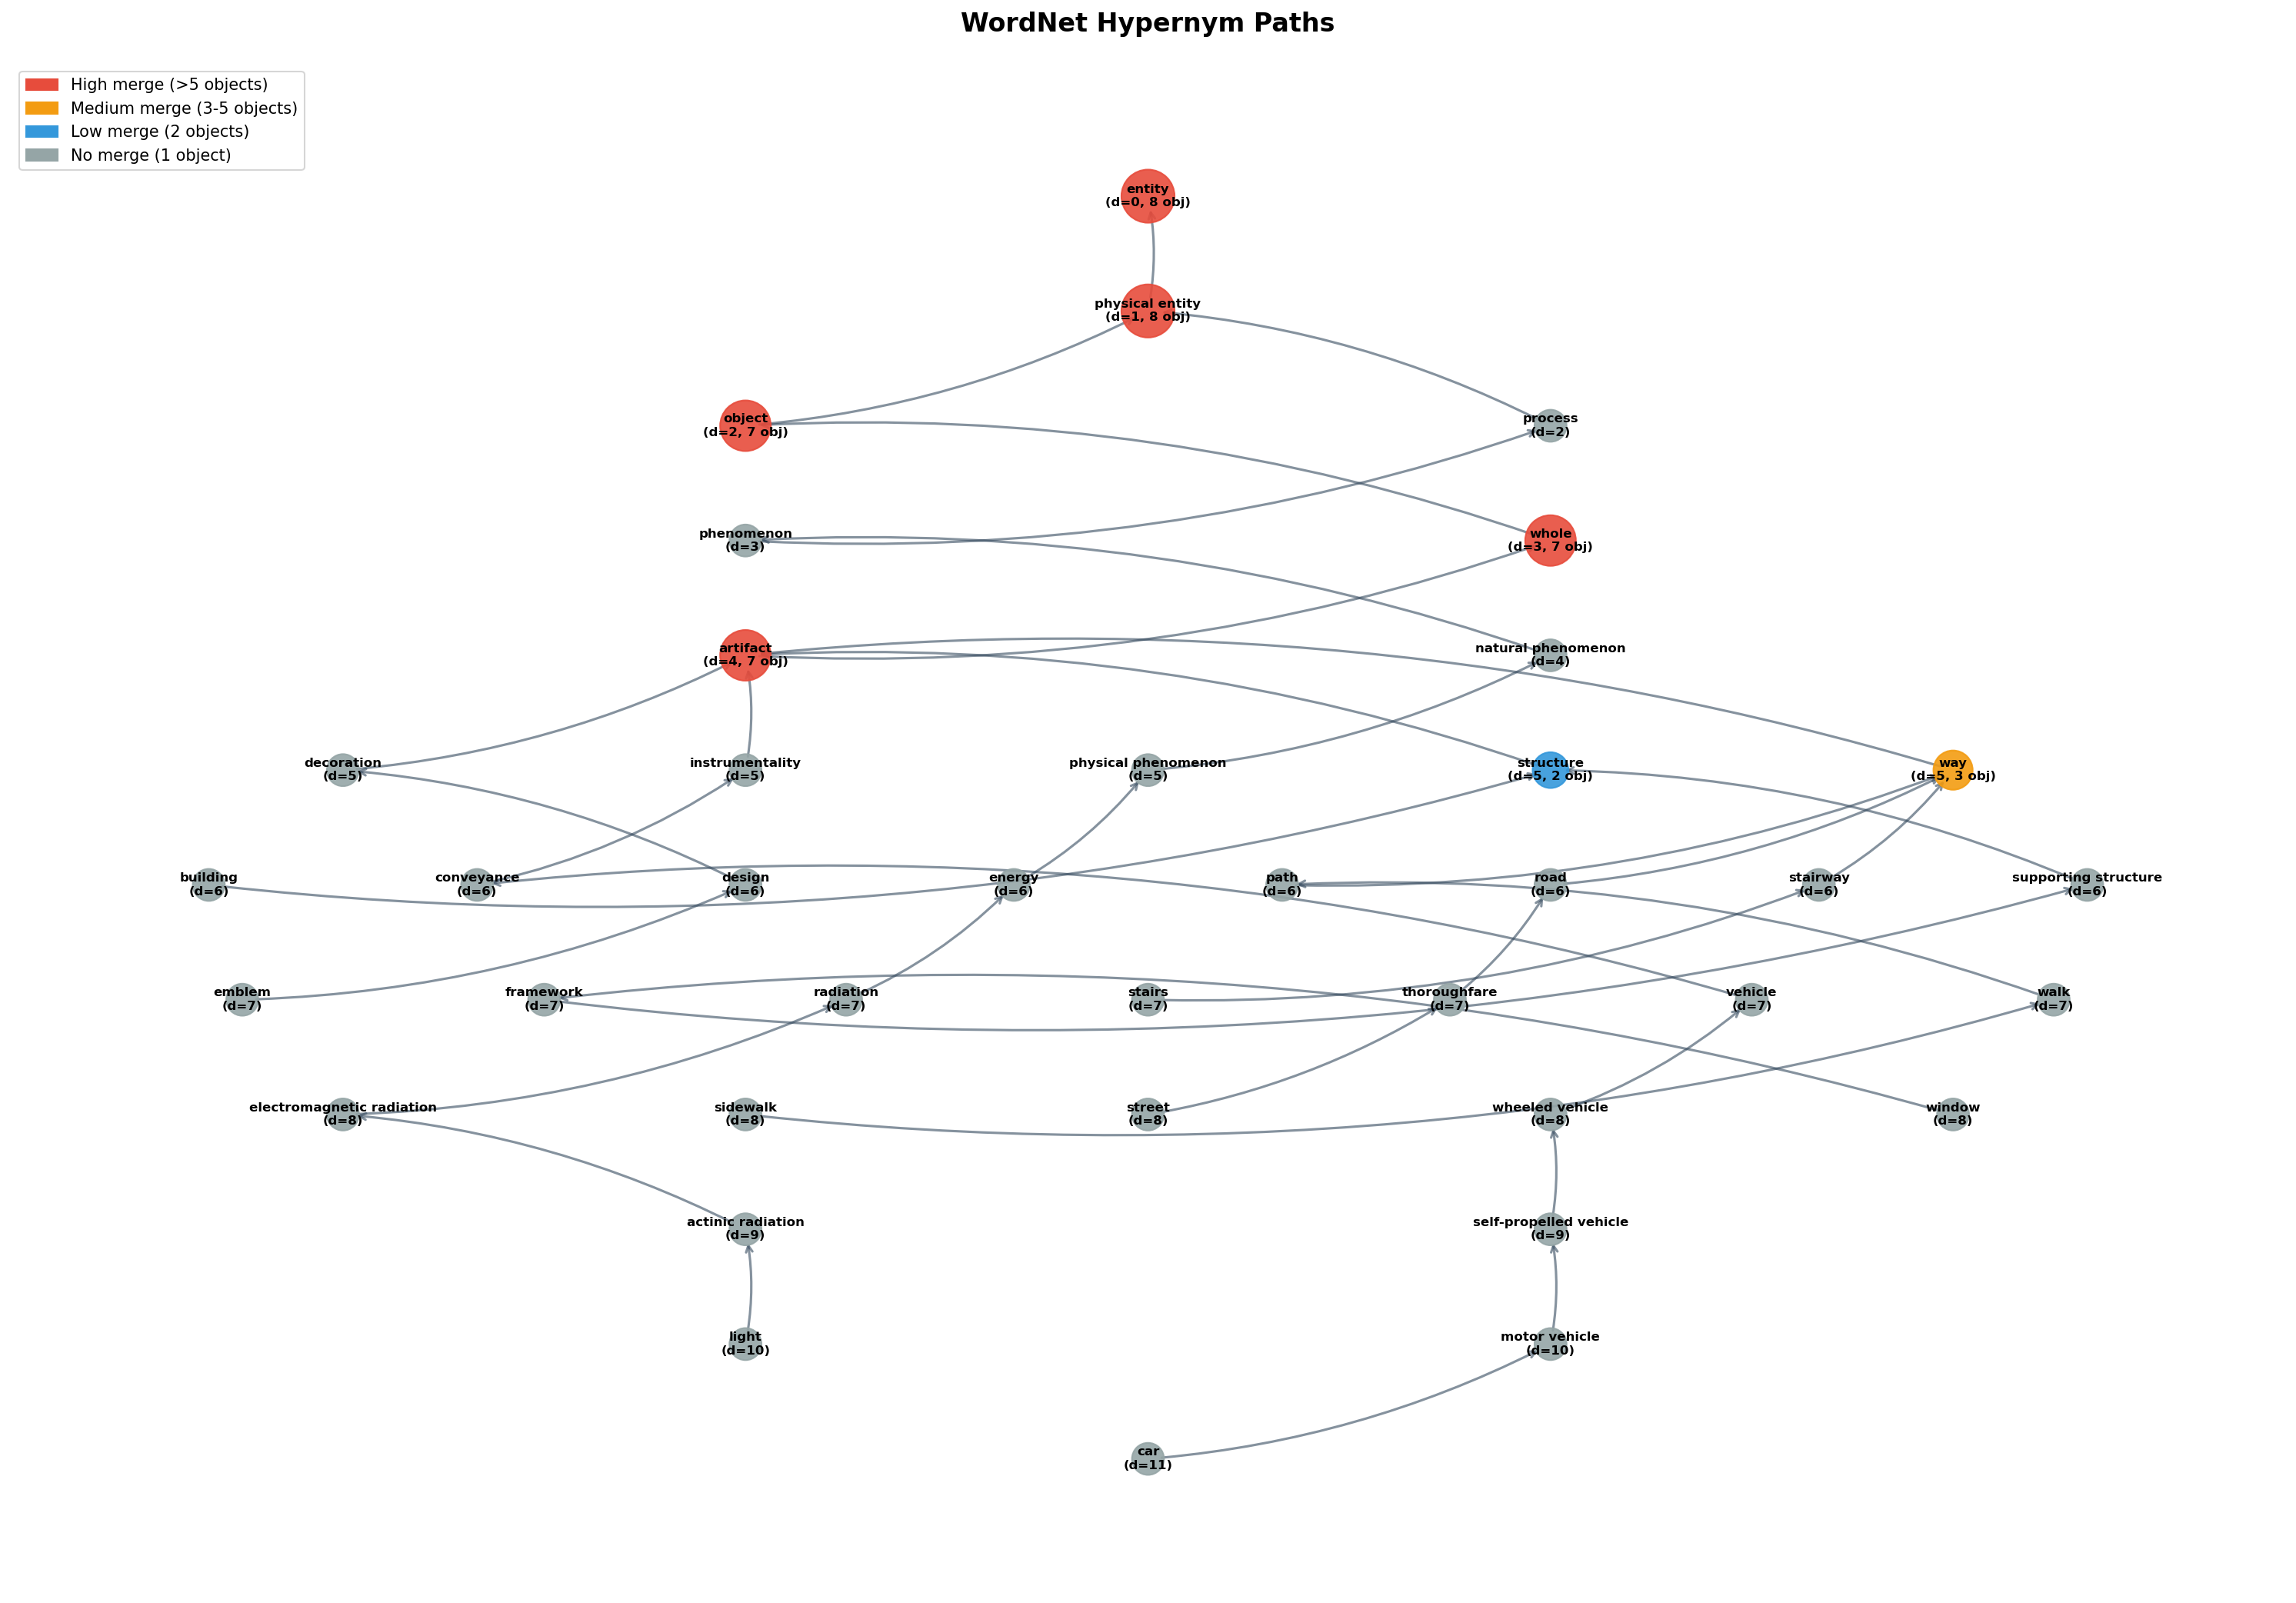 WordNet Hypernym Paths
High merge (>5 objects)
Medium merge (3-5 objects)
Low merge (2 objects)
No merge (1 object)
entity
(d=0, 8 obj)
physical entity
(d=1, 8 obj)
object
(d=2, 7 obj)
process
(d=2)
phenomenon
(d=3)
whole
(d=3, 7 obj)
artifact
(d=4, 7 obj)
natural phenomenon
(d=4)
decoration
(d=5)
instrumentality
(d=5)
physical phenomenon
(d=5)
structure
(d=5, 2 obj)
way
(d=5, 3 obj)
building
(d=6)
conveyance
(d=6)
design
(d=6)
energy
(d=6)
path
(d=6)
road
(d=6)
stairway
(d=6)
supporting structure
(d=6)
emblem
(d=7)
framework
(d=7)
radiation
(d=7)
stairs
(d=7)
thoroughfare
(d=7)
vehicle
(d=7)
walk
(d=7)
electromagnetic radiation
(d=8)
sidewalk
(d=8)
street
(d=8)
wheeled vehicle
(d=8)
window
(d=8)
actinic radiation
(d=9)
self-propelled vehicle
(d=9)
light
(d=10)
motor vehicle
(d=10)
car
(d=11)